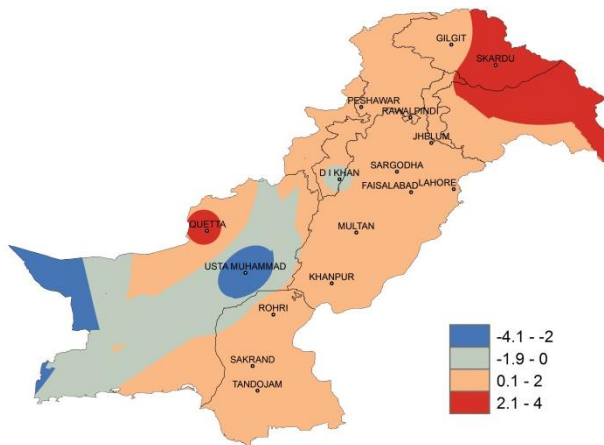 GILGIT
SKARDU
PESHAWAR
RAWALPINDI
JHBLUM
D I KHAN
SARGODHA
FAISALABAD
LAHORE
QUETTA
MULTAN
USTA MUHAMMAD
KHANPUR
ROHRI
SAKRAND
TANDOJAM
-4.1 - -2
-1.9 - 0
0.1 - 2
2.1 - 4